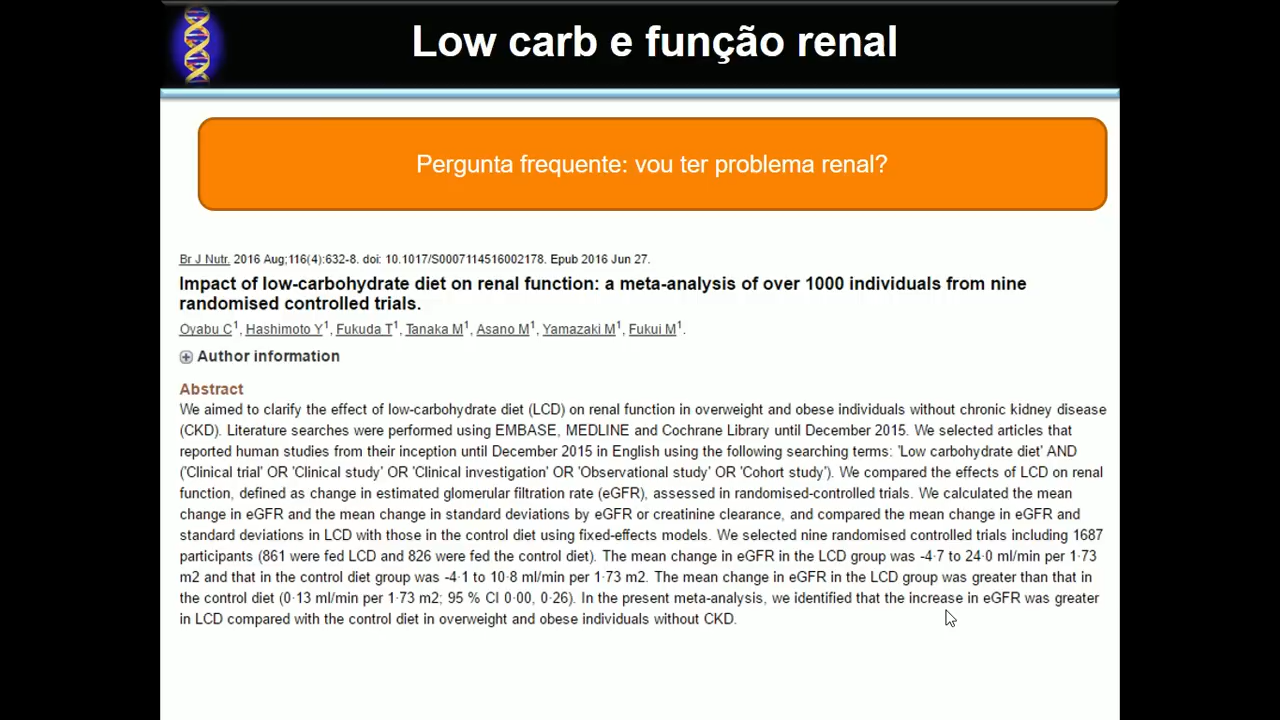 Low carb e função renal
Pergunta frequente: vou ter problema renal?
Br J Nutr. 2016 Aug;116(4):632-8. doi: 10.1017/S0007114516002178. Epub 2016 Jun 27.
Impact of low-carbohydrate diet on renal function: a meta-analysis of over 1000 individuals from nine
randomised controlled trials.
Oyabu C1, Hashimoto Y1, Fukuda T1, Tanaka M1, Asano M1, Yamazaki M1, Fukui M1.
Author information
Abstract
We aimed to clarify the effect of low-carbohydrate diet (LCD) on renal function in overweight and obese individuals without chronic kidney disease
(CKD). Literature searches were performed using EMBASE, MEDLINE and Cochrane Library until December 2015. We selected articles that
reported human studies from their inception until December 2015 in English using the following searching terms: 'Low carbohydrate diet' AND
('Clinical trial' OR 'Clinical study' OR 'Clinical investigation' OR 'Observational study' OR 'Cohort study'). We compared the effects of LCD on renal
function, defined as change in estimated glomerular filtration rate (eGFR), assessed in randomised-controlled trials. We calculated the mean
change in eGFR and the mean change in standard deviations by eGFR or creatinine clearance, and compared the mean change in eGFR and
standard deviations in LCD with those in the control diet using fixed-effects models. We selected nine randomised controlled trials including 1687
participants (861 were fed LCD and 826 were fed the control diet). The mean change in eGFR in the LCD group was -4·7 to 24·0 ml/min per 1·73
m2 and that in the control diet group was -4·1 to 10·8 ml/min per 1·73 m2. The mean change in eGFR in the LCD group was greater than that in
the control diet (0·13 ml/min per 1·73 m2; 95 % CI 0·00, 0·26). In the present meta-analysis, we identified that the increase in eGFR was greater
in LCD compared with the control diet in overweight and obese individuals without CKD.